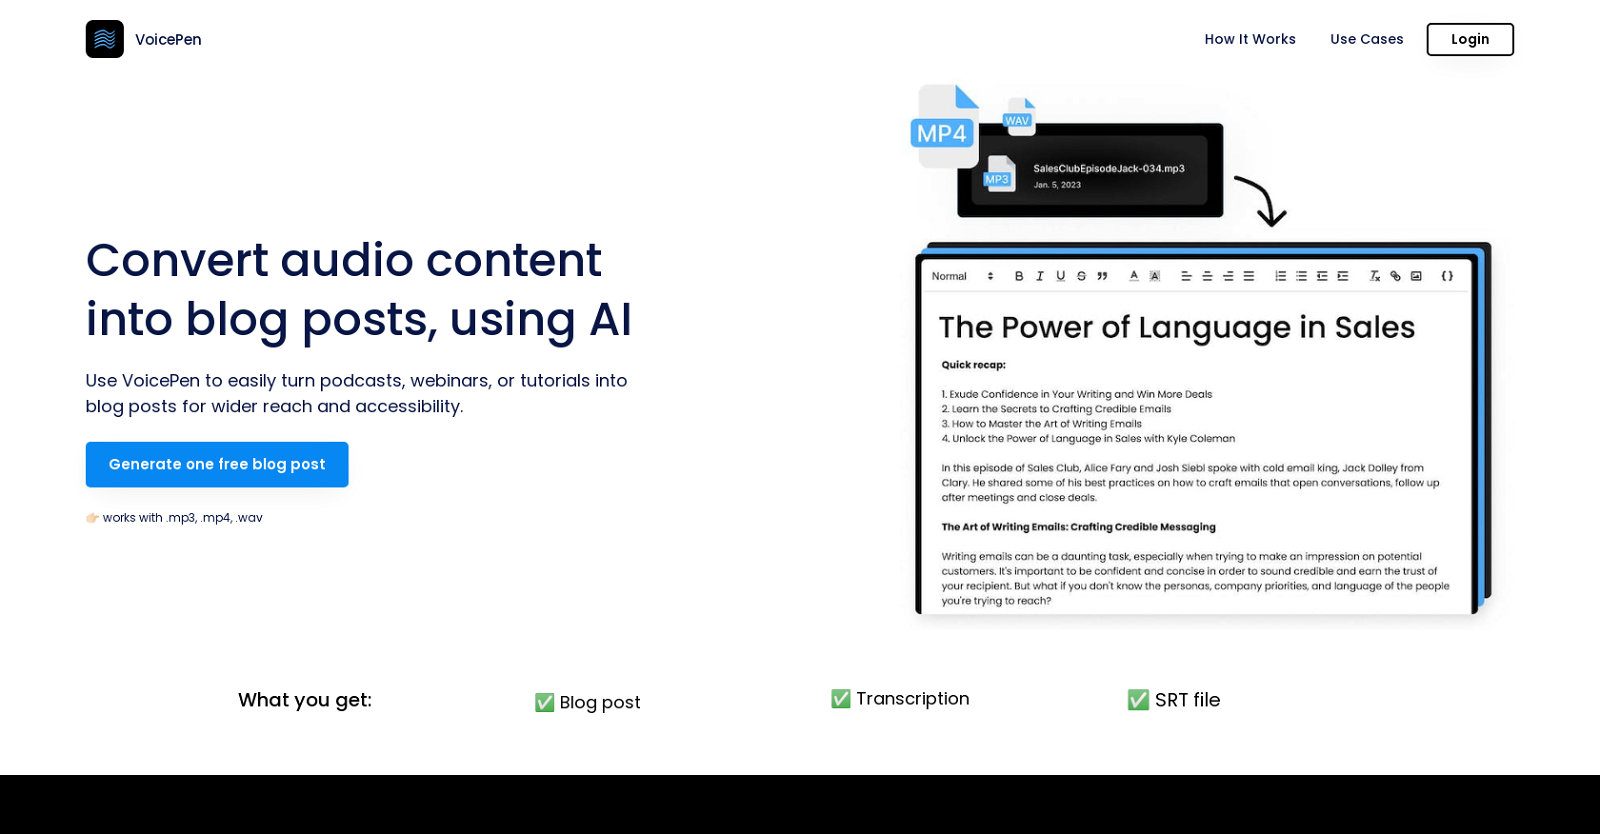 VoicePen
How It Works
Use Cases
Login
MP4
WAV
MP3
SalesClubEpisodeJack-034.mp3
Jan. 5, 2023
Convert audio content
into blog posts, using AI
Use VoicePen to easily turn podcasts, webinars, or tutorials into
blog posts for wider reach and accessibility.
Generate one free blog post
👉🏻 works with .mp3, .mp4, .wav
Normal
The Power of Language in Sales
Quick recap:
1. Exude Confidence in Your Writing and Win More Deals
2. Learn the Secrets to Crafting Credible Emails
3. How to Master the Art of Writing Emails
4. Unlock the Power of Language in Sales with Kyle Coleman
In this episode of Sales Club, Alice Fary and Josh Siebl spoke with cold email king, Jack Dolley from
Clary. He shared some of his best practices on how to craft emails that open conversations, follow up
after meetings and close deals.
The Art of Writing Emails: Crafting Credible Messaging
Writing emails can be a daunting task, especially when trying to make an impression on potential
customers. It's important to be confident and concise in order to sound credible and earn the trust of
your recipient. But what if you don't know the personas, company priorities, and language of the people
you're trying to reach?
What you get:
✅ Blog post
✅ Transcription
✅ SRT file